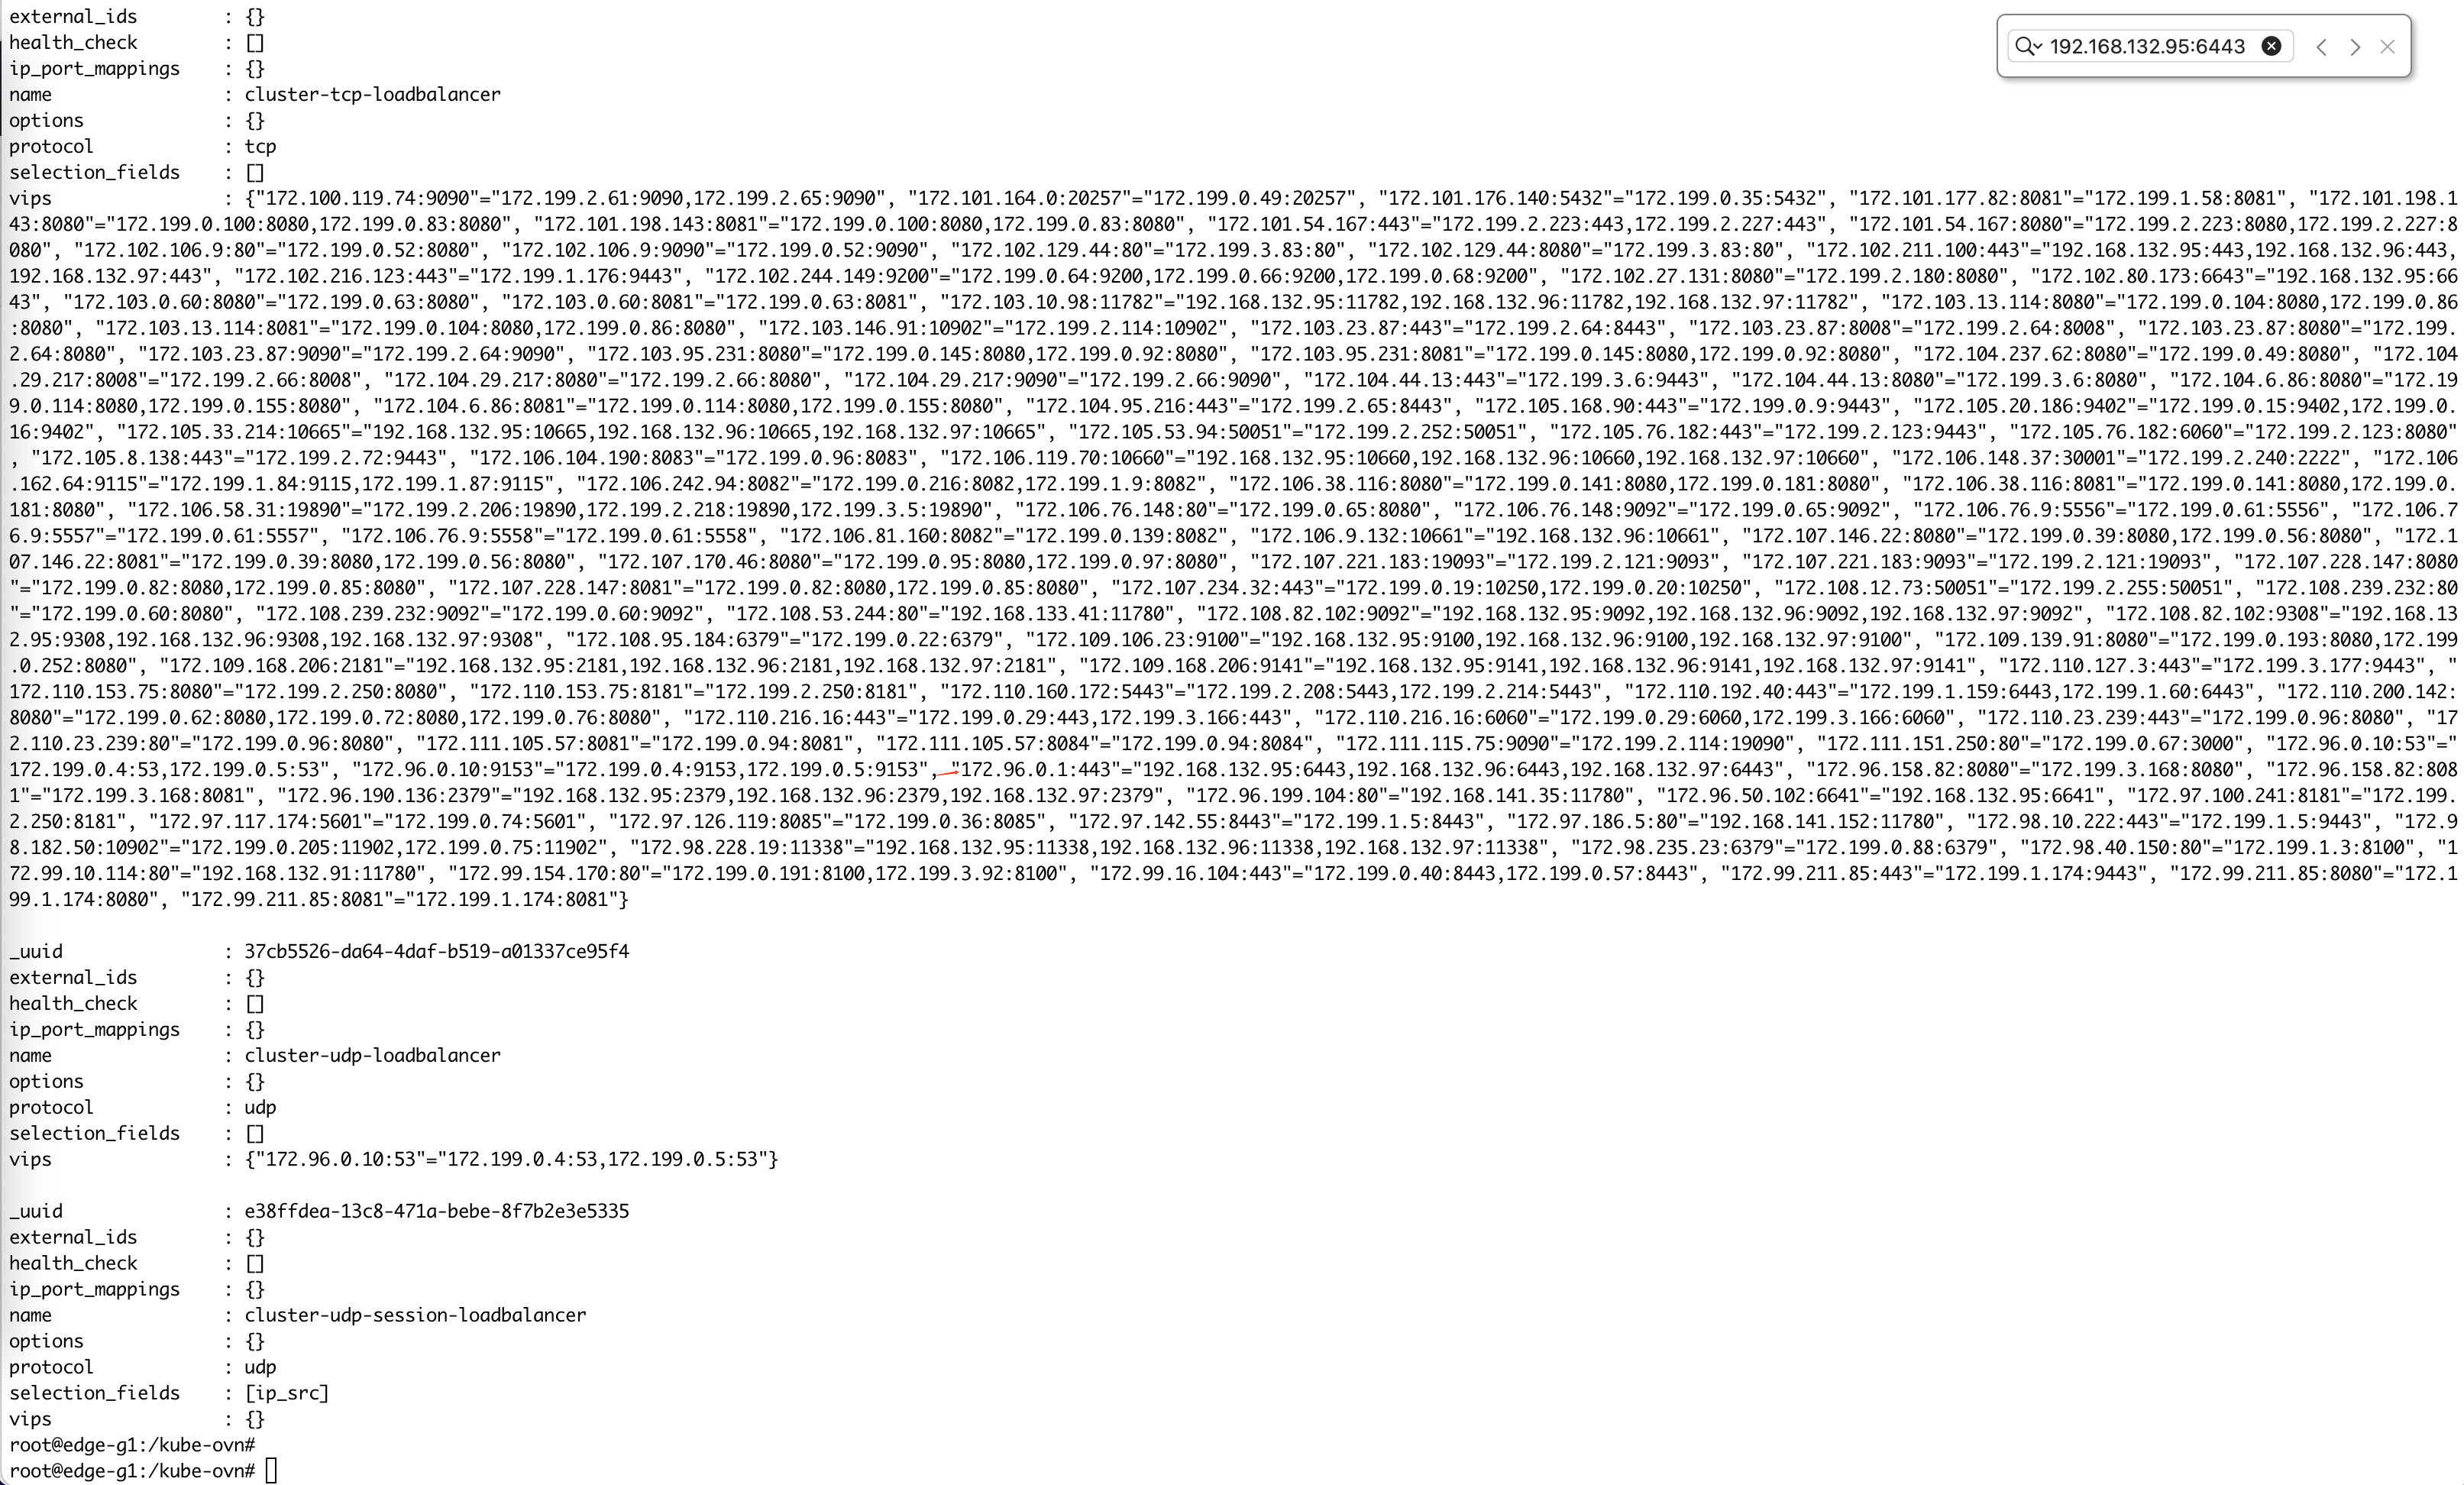 external_ids        : {}
health_check        : []
ip_port_mappings    : {}
name                : cluster-tcp-loadbalancer
options             : {}
protocol            : tcp
selection_fields    : []
vips                : {"172.100.119.74:9090"="172.199.2.61:9090,172.199.2.65:9090", "172.101.164.0:20257"="172.199.0.49:20257", "172.101.176.140:5432"="172.199.0.35:5432", "172.101.177.82:8081"="172.199.1.58:8081", "172.101.198.1
43:8080"="172.199.0.100:8080,172.199.0.83:8080", "172.101.198.143:8081"="172.199.0.100:8080,172.199.0.83:8080", "172.101.54.167:443"="172.199.2.223:443,172.199.2.227:443", "172.101.54.167:8080"="172.199.2.223:8080,172.199.2.227:8
080", "172.102.106.9:80"="172.199.0.52:8080", "172.102.106.9:9090"="172.199.0.52:9090", "172.102.129.44:80"="172.199.3.83:80", "172.102.129.44:8080"="172.199.3.83:80", "172.102.211.100:443"="192.168.132.95:443,192.168.132.96:443,
192.168.132.97:443", "172.102.216.123:443"="172.199.1.176:9443", "172.102.244.149:9200"="172.199.0.64:9200,172.199.0.66:9200,172.199.0.68:9200", "172.102.27.131:8080"="172.199.2.180:8080", "172.102.80.173:6643"="192.168.132.95:66
43", "172.103.0.60:8080"="172.199.0.63:8080", "172.103.0.60:8081"="172.199.0.63:8081", "172.103.10.98:11782"="192.168.132.95:11782,192.168.132.96:11782,192.168.132.97:11782", "172.103.13.114:8080"="172.199.0.104:8080,172.199.0.86
:8080", "172.103.13.114:8081"="172.199.0.104:8080,172.199.0.86:8080", "172.103.146.91:10902"="172.199.2.114:10902", "172.103.23.87:443"="172.199.2.64:8443", "172.103.23.87:8008"="172.199.2.64:8008", "172.103.23.87:8080"="172.199.
2.64:8080", "172.103.23.87:9090"="172.199.2.64:9090", "172.103.95.231:8080"="172.199.0.145:8080,172.199.0.92:8080", "172.103.95.231:8081"="172.199.0.145:8080,172.199.0.92:8080", "172.104.237.62:8080"="172.199.0.49:8080", "172.104
.29.217:8008"="172.199.2.66:8008", "172.104.29.217:8080"="172.199.2.66:8080", "172.104.29.217:9090"="172.199.2.66:9090", "172.104.44.13:443"="172.199.3.6:9443", "172.104.44.13:8080"="172.199.3.6:8080", "172.104.6.86:8080"="172.19
9.0.114:8080,172.199.0.155:8080", "172.104.6.86:8081"="172.199.0.114:8080,172.199.0.155:8080", "172.104.95.216:443"="172.199.2.65:8443", "172.105.168.90:443"="172.199.0.9:9443", "172.105.20.186:9402"="172.199.0.15:9402,172.199.0.
16:9402", "172.105.33.214:10665"="192.168.132.95:10665,192.168.132.96:10665,192.168.132.97:10665", "172.105.53.94:50051"="172.199.2.252:50051", "172.105.76.182:443"="172.199.2.123:9443", "172.105.76.182:6060"="172.199.2.123:8080"
, "172.105.8.138:443"="172.199.2.72:9443", "172.106.104.190:8083"="172.199.0.96:8083", "172.106.119.70:10660"="192.168.132.95:10660,192.168.132.96:10660,192.168.132.97:10660", "172.106.148.37:30001"="172.199.2.240:2222", "172.106
.162.64:9115"="172.199.1.84:9115,172.199.1.87:9115", "172.106.242.94:8082"="172.199.0.216:8082,172.199.1.9:8082", "172.106.38.116:8080"="172.199.0.141:8080,172.199.0.181:8080", "172.106.38.116:8081"="172.199.0.141:8080,172.199.0.
181:8080", "172.106.58.31:19890"="172.199.2.206:19890,172.199.2.218:19890,172.199.3.5:19890", "172.106.76.148:80"="172.199.0.65:8080", "172.106.76.148:9092"="172.199.0.65:9092", "172.106.76.9:5556"="172.199.0.61:5556", "172.106.7
6.9:5557"="172.199.0.61:5557", "172.106.76.9:5558"="172.199.0.61:5558", "172.106.81.160:8082"="172.199.0.139:8082", "172.106.9.132:10661"="192.168.132.96:10661", "172.107.146.22:8080"="172.199.0.39:8080,172.199.0.56:8080", "172.1
07.146.22:8081"="172.199.0.39:8080,172.199.0.56:8080", "172.107.170.46:8080"="172.199.0.95:8080,172.199.0.97:8080", "172.107.221.183:19093"="172.199.2.121:9093", "172.107.221.183:9093"="172.199.2.121:19093", "172.107.228.147:8080
"="172.199.0.82:8080,172.199.0.85:8080", "172.107.228.147:8081"="172.199.0.82:8080,172.199.0.85:8080", "172.107.234.32:443"="172.199.0.19:10250,172.199.0.20:10250", "172.108.12.73:50051"="172.199.2.255:50051", "172.108.239.232:80
"="172.199.0.60:8080", "172.108.239.232:9092"="172.199.0.60:9092", "172.108.53.244:80"="192.168.133.41:11780", "172.108.82.102:9092"="192.168.132.95:9092,192.168.132.96:9092,192.168.132.97:9092", "172.108.82.102:9308"="192.168.13
2.95:9308,192.168.132.96:9308,192.168.132.97:9308", "172.108.95.184:6379"="172.199.0.22:6379", "172.109.106.23:9100"="192.168.132.95:9100,192.168.132.96:9100,192.168.132.97:9100", "172.109.139.91:8080"="172.199.0.193:8080,172.199
.0.252:8080", "172.109.168.206:2181"="192.168.132.95:2181,192.168.132.96:2181,192.168.132.97:2181", "172.109.168.206:9141"="192.168.132.95:9141,192.168.132.96:9141,192.168.132.97:9141", "172.110.127.3:443"="172.199.3.177:9443", "
172.110.153.75:8080"="172.199.2.250:8080", "172.110.153.75:8181"="172.199.2.250:8181", "172.110.160.172:5443"="172.199.2.208:5443,172.199.2.214:5443", "172.110.192.40:443"="172.199.1.159:6443,172.199.1.60:6443", "172.110.200.142:
8080"="172.199.0.62:8080,172.199.0.72:8080,172.199.0.76:8080", "172.110.216.16:443"="172.199.0.29:443,172.199.3.166:443", "172.110.216.16:6060"="172.199.0.29:6060,172.199.3.166:6060", "172.110.23.239:443"="172.199.0.96:8080", "17
2.110.23.239:80"="172.199.0.96:8080", "172.111.105.57:8081"="172.199.0.94:8081", "172.111.105.57:8084"="172.199.0.94:8084", "172.111.115.75:9090"="172.199.2.114:19090", "172.111.151.250:80"="172.199.0.67:3000", "172.96.0.10:53"="
172.199.0.4:53,172.199.0.5:53", "172.96.0.10:9153"="172.199.0.4:9153,172.199.0.5:9153", "172.96.0.1:443"="192.168.132.95:6443,192.168.132.96:6443,192.168.132.97:6443", "172.96.158.82:8080"="172.199.3.168:8080", "172.96.158.82:808
1"="172.199.3.168:8081", "172.96.190.136:2379"="192.168.132.95:2379,192.168.132.96:2379,192.168.132.97:2379", "172.96.199.104:80"="192.168.141.35:11780", "172.96.50.102:6641"="192.168.132.95:6641", "172.97.100.241:8181"="172.199.
2.250:8181", "172.97.117.174:5601"="172.199.0.74:5601", "172.97.126.119:8085"="172.199.0.36:8085", "172.97.142.55:8443"="172.199.1.5:8443", "172.97.186.5:80"="192.168.141.152:11780", "172.98.10.222:443"="172.199.1.5:9443", "172.9
8.182.50:10902"="172.199.0.205:11902,172.199.0.75:11902", "172.98.228.19:11338"="192.168.132.95:11338,192.168.132.96:11338,192.168.132.97:11338", "172.98.235.23:6379"="172.199.0.88:6379", "172.98.40.150:80"="172.199.1.3:8100", "1
72.99.10.114:80"="192.168.132.91:11780", "172.99.154.170:80"="172.199.0.191:8100,172.199.3.92:8100", "172.99.16.104:443"="172.199.0.40:8443,172.199.0.57:8443", "172.99.211.85:443"="172.199.1.174:9443", "172.99.211.85:8080"="172.1
99.1.174:8080", "172.99.211.85:8081"="172.199.1.174:8081"}
_uuid               : 37cb5526-da64-4daf-b519-a01337ce95f4
external_ids        : {}
health_check        : []
ip_port_mappings    : {}
name                : cluster-udp-loadbalancer
options             : {}
protocol            : udp
selection_fields    : []
vips                : {"172.96.0.10:53"="172.199.0.4:53,172.199.0.5:53"}
_uuid               : e38ffdea-13c8-471a-bebe-8f7b2e3e5335
external_ids        : {}
health_check        : []
ip_port_mappings    : {}
name                : cluster-udp-session-loadbalancer
options             : {}
protocol            : udp
selection_fields    : [ip_src]
vips                : {}
root@edge-g1:/kube-ovn#
root@edge-g1:/kube-ovn#
192.168.132.95:6443